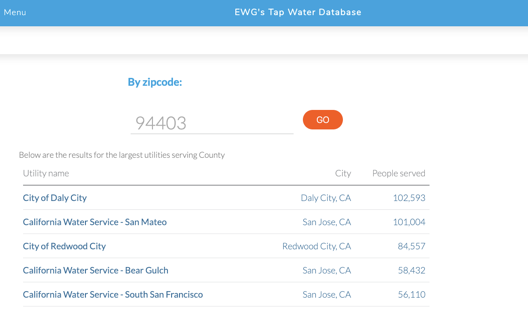 Menu EWG's Tap Water Database
By zipcode:
94403 GO
Below are the results for the largest utilities serving County
Utility name City People served
City of Daly City Daly City, CA 102,593
California Water Service - San Mateo San Jose, CA 101,004
City of Redwood City Redwood City, CA 84,557
California Water Service - Bear Gulch San Jose, CA 58,432
California Water Service - South San Francisco San Jose, CA 56,110